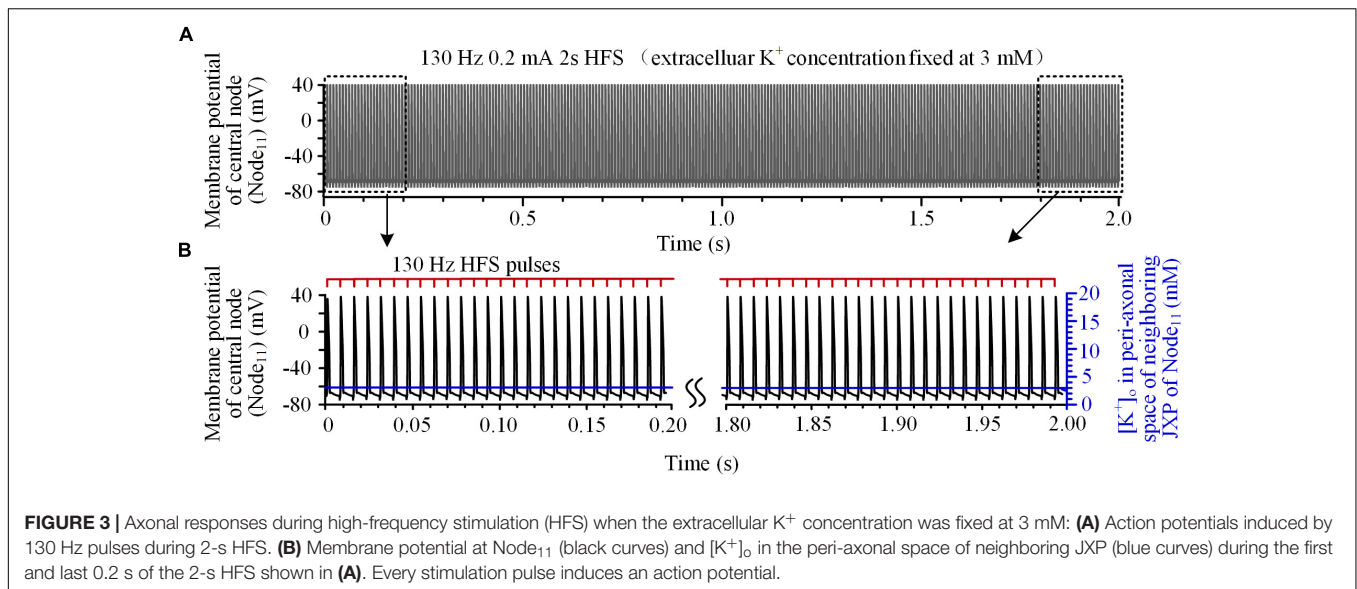 A
130 Hz 0.2 mA 2s HFS （extracelluar K+ concentration fixed at 3 mM）
Membrane potential
of central node
(Node11) (mV)
40
0
-40
-80
0 0.5 1.0 1.5 2.0
Time (s)
B
130 Hz HFS pulses
Membrane potential
of central node
(Node11) (mV)
40
0
-40
-80
20
15
10
5
0
[K+]o in peri-axonal
space of neighboring
JXP of Node11 (mM)
0 0.05 0.10 0.15 0.20 1.80 1.85 1.90 1.95 2.00
Time (s)
FIGURE 3 | Axonal responses during high-frequency stimulation (HFS) when the extracellular K+ concentration was fixed at 3 mM: (A) Action potentials induced by
130 Hz pulses during 2-s HFS. (B) Membrane potential at Node11 (black curves) and [K+]o in the peri-axonal space of neighboring JXP (blue curves) during the first
and last 0.2 s of the 2-s HFS shown in (A). Every stimulation pulse induces an action potential.